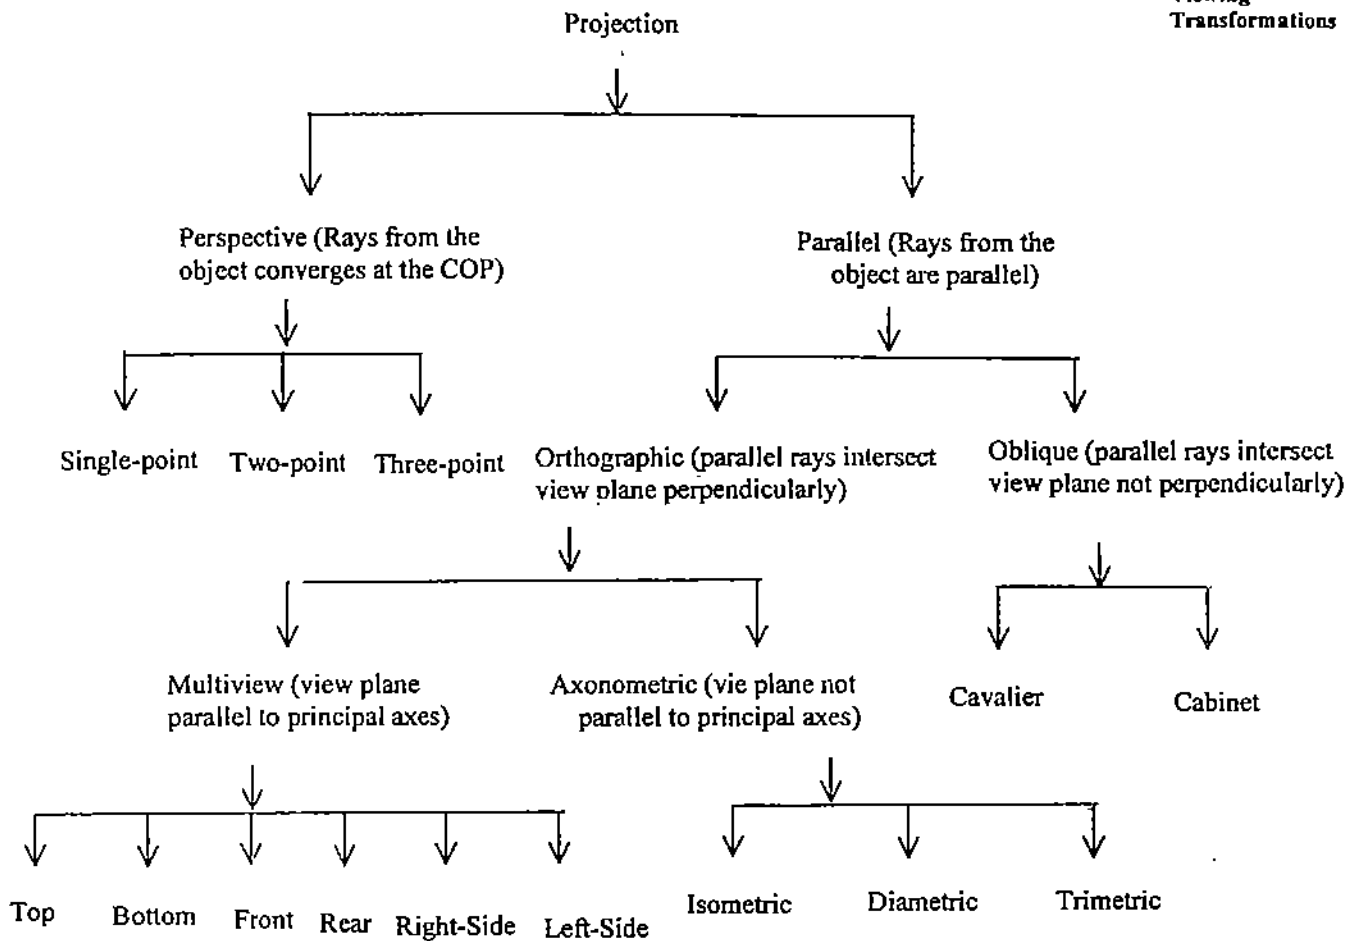 Transformations
Projection
Perspective (Rays from the
object converges at the COP)
Parallel (Rays from the
object are parallel)
Single-point
Two-point
Three-point
Orthographic (parallel rays intersect
view plane perpendicularly)
Oblique (parallel rays intersect
view plane not perpendicularly)
Multiview (view plane
parallel to principal axes)
Axonometric (vie plane not
parallel to principal axes)
Cavalier
Cabinet
Top
Bottom
Front
Rear
Right-Side
Left-Side
Isometric
Diametric
Trimetric